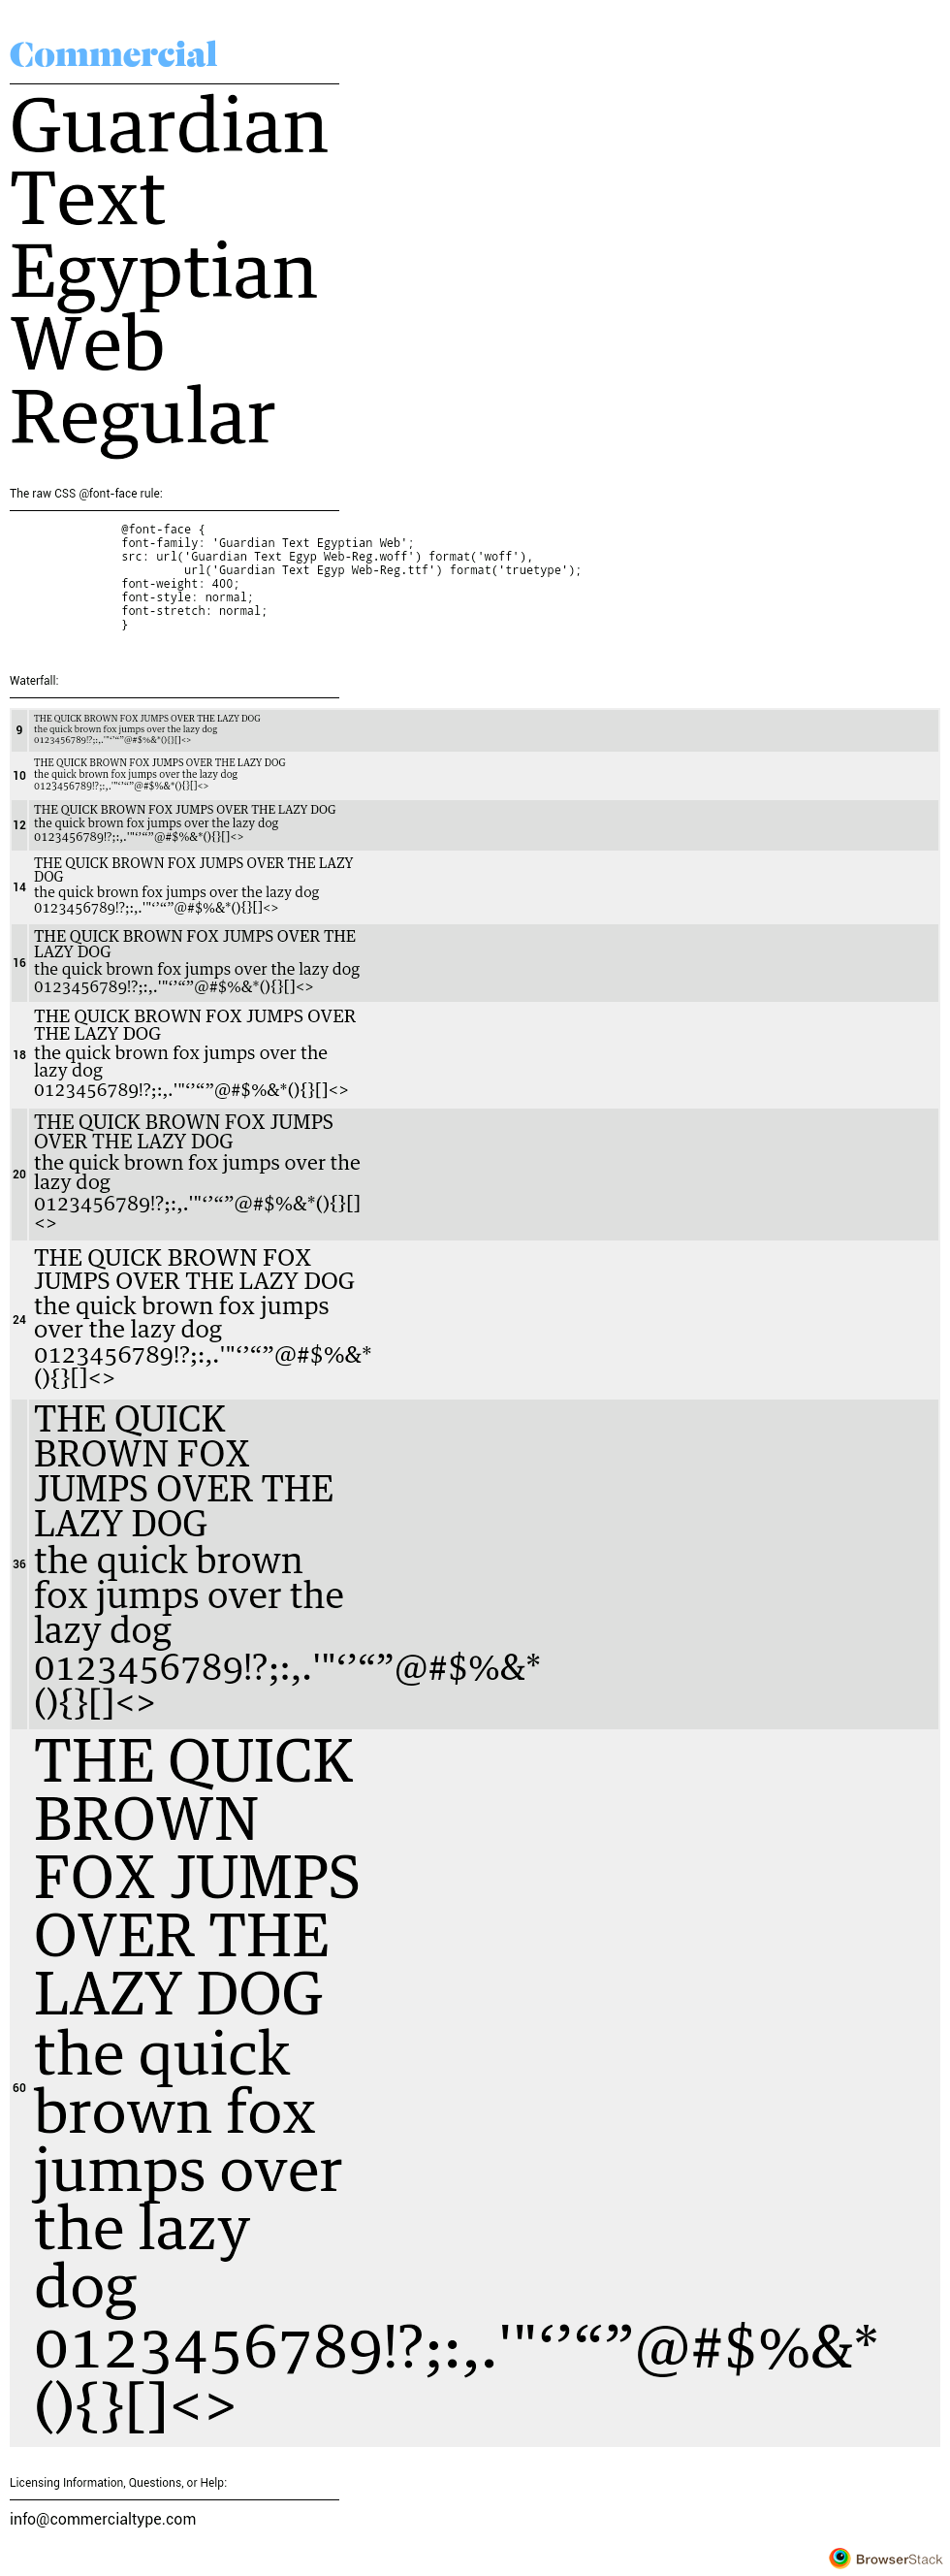 Commercial
Guardian
Text
Egyptian
Web
Regular
The raw CSS @font-face rule:
@font-face {
font-family: 'Guardian Text Egyptian Web';
src: url('Guardian Text Egyp Web-Reg.woff') format('woff'),
url('Guardian Text Egyp Web-Reg.ttf') format('truetype');
font-weight: 400;
font-style: normal;
font-stretch: normal;
}
Waterfall:
9
THE QUICK BROWN FOX JUMPS OVER THE LAZY DOG
the quick brown fox jumps over the lazy dog
0123456789!?;:,.'"‘’“”@#$%&*(){}[]<>
10
THE QUICK BROWN FOX JUMPS OVER THE LAZY DOG
the quick brown fox jumps over the lazy dog
0123456789!?;:,.'"‘’“”@#$%&*(){}[]<>
12
THE QUICK BROWN FOX JUMPS OVER THE LAZY DOG
the quick brown fox jumps over the lazy dog
0123456789!?;:,.'"‘’“”@#$%&*(){}[]<>
14
THE QUICK BROWN FOX JUMPS OVER THE LAZY
DOG
the quick brown fox jumps over the lazy dog
0123456789!?;:,.'"‘’“”@#$%&*(){}[]<>
16
THE QUICK BROWN FOX JUMPS OVER THE
LAZY DOG
the quick brown fox jumps over the lazy dog
0123456789!?;:,.'"‘’“”@#$%&*(){}[]<>
18
THE QUICK BROWN FOX JUMPS OVER
THE LAZY DOG
the quick brown fox jumps over the
lazy dog
0123456789!?;:,.'"‘’“”@#$%&*(){}[]<>
20
THE QUICK BROWN FOX JUMPS
OVER THE LAZY DOG
the quick brown fox jumps over the
lazy dog
0123456789!?;:,.'"‘’“”@#$%&*(){}[]
<>
24
THE QUICK BROWN FOX
JUMPS OVER THE LAZY DOG
the quick brown fox jumps
over the lazy dog
0123456789!?;:,.'"‘’“”@#$%&*
(){}[]<>
36
THE QUICK
BROWN FOX
JUMPS OVER THE
LAZY DOG
the quick brown
fox jumps over the
lazy dog
0123456789!?;:,.'"‘’“”@#$%&*
(){}[]<>
60
THE QUICK
BROWN
FOX JUMPS
OVER THE
LAZY DOG
the quick
brown fox
jumps over
the lazy
dog
0123456789!?;:,.'"‘’“”@#$%&*
(){}[]<>
Licensing Information, Questions, or Help:
info@commercialtype.com
BrowserStack